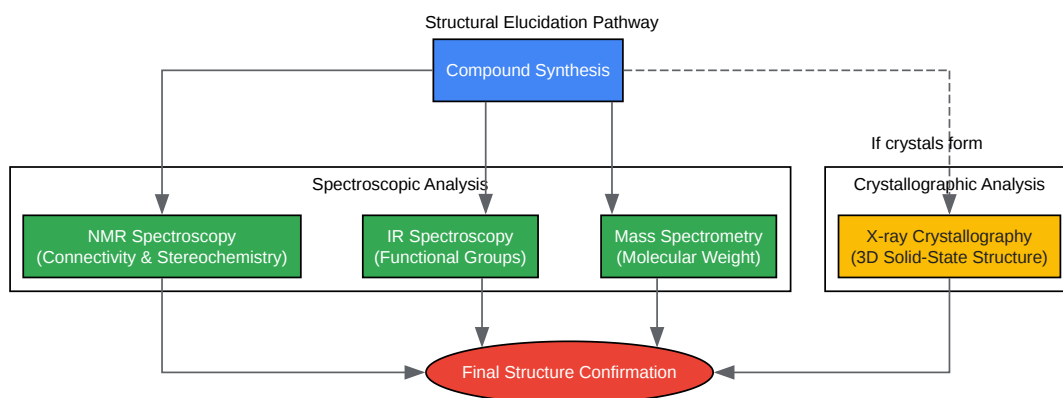 Structural Elucidation Pathway
Compound Synthesis
If crystals form
Spectroscopic Analysis
Crystallographic Analysis
NMR Spectroscopy
(Connectivity & Stereochemistry)
IR Spectroscopy
(Functional Groups)
Mass Spectrometry
(Molecular Weight)
X-ray Crystallography
(3D Solid-State Structure)
Final Structure Confirmation